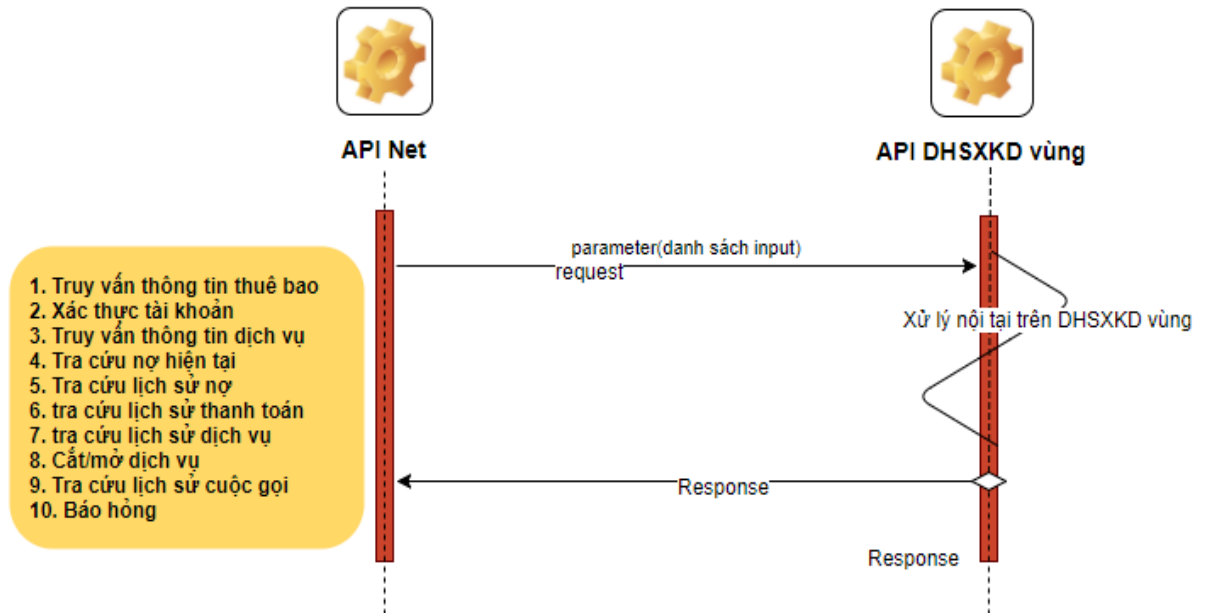 API Net
API DHSXKD vùng
parameter(danh sách input)
request
1. Truy vấn thông tin thuê bao
2. Xác thực tài khoản
3. Truy vấn thông tin dịch vụ
4. Tra cứu nợ hiện tại
5. Tra cứu lịch sử nợ
6. tra cứu lịch sử thanh toán
7. tra cứu lịch sử dịch vụ
8. Cắt/mở dịch vụ
9. Tra cứu lịch sử cuộc gọi
10. Báo hỏng
Xử lý nội tại trên DHSXKD vùng
Response
Response